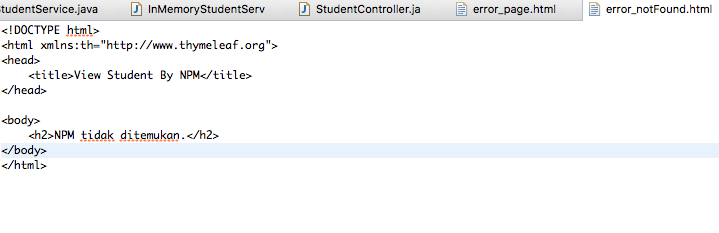 StudentService.java InMemoryStudentServ StudentController.ja error_page.html error_notFound.html
<!DOCTYPE html>
<html xmlns:th="http://www.thymeleaf.org">
<head>
    <title>View Student By NPM</title>
</head>

<body>
    <h2>NPM tidak ditemukan.</h2>
</body>
</html>